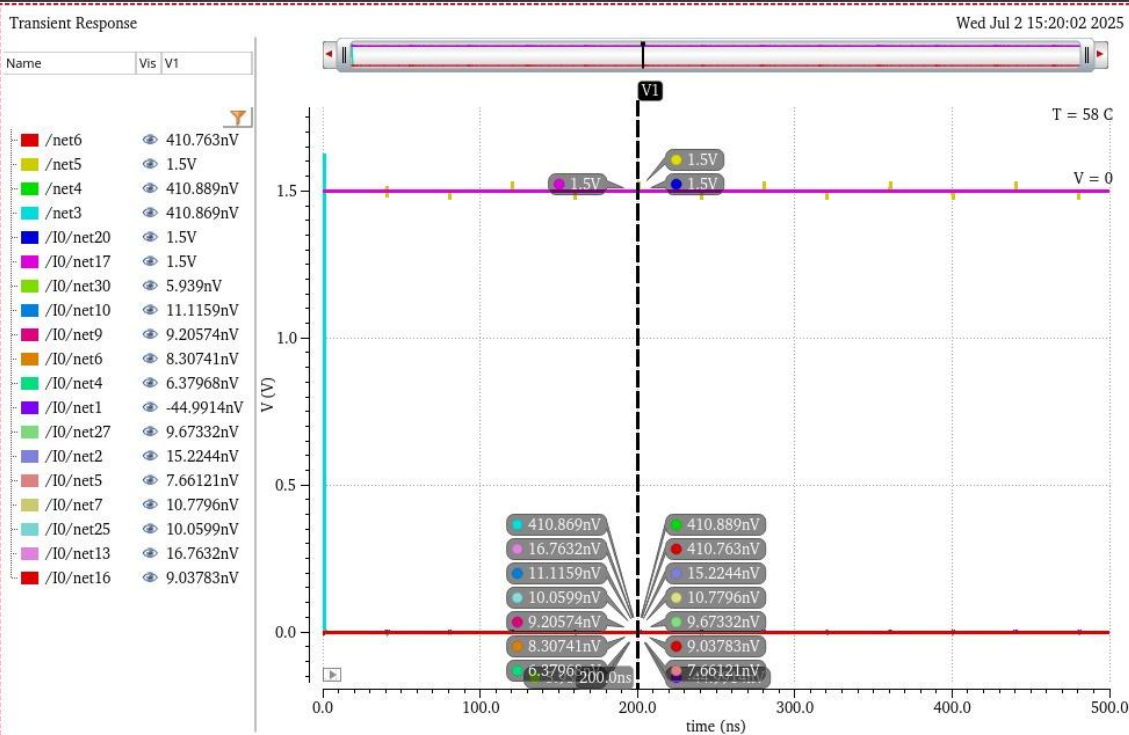 Transient Response
Wed Jul 2 15:20:02 2025
Name Vis V1
/net6 410.763nV
/net5 1.5V
/net4 410.889nV
/net3 410.869nV
/I0/net20 1.5V
/I0/net17 1.5V
/I0/net30 5.939nV
/I0/net10 11.1159nV
/I0/net9 9.20574nV
/I0/net6 8.30741nV
/I0/net4 6.37968nV
/I0/net1 -44.9914nV
/I0/net27 9.67332nV
/I0/net2 15.2244nV
/I0/net5 7.66121nV
/I0/net7 10.7796nV
/I0/net25 10.0599nV
/I0/net13 16.7632nV
/I0/net16 9.03783nV
V1
T = 58 C
V = 0
1.5V
1.5V 1.5V
1.5
1.0
V (V)
0.5
410.869nV 410.889nV
16.7632nV 410.763nV
11.1159nV 15.2244nV
10.0599nV 10.7796nV
9.20574nV 9.67332nV
0.0
8.30741nV 9.03783nV
7.66121nV
200.0ns
0.0 100.0 200.0 300.0 400.0 500.0
time (ns)